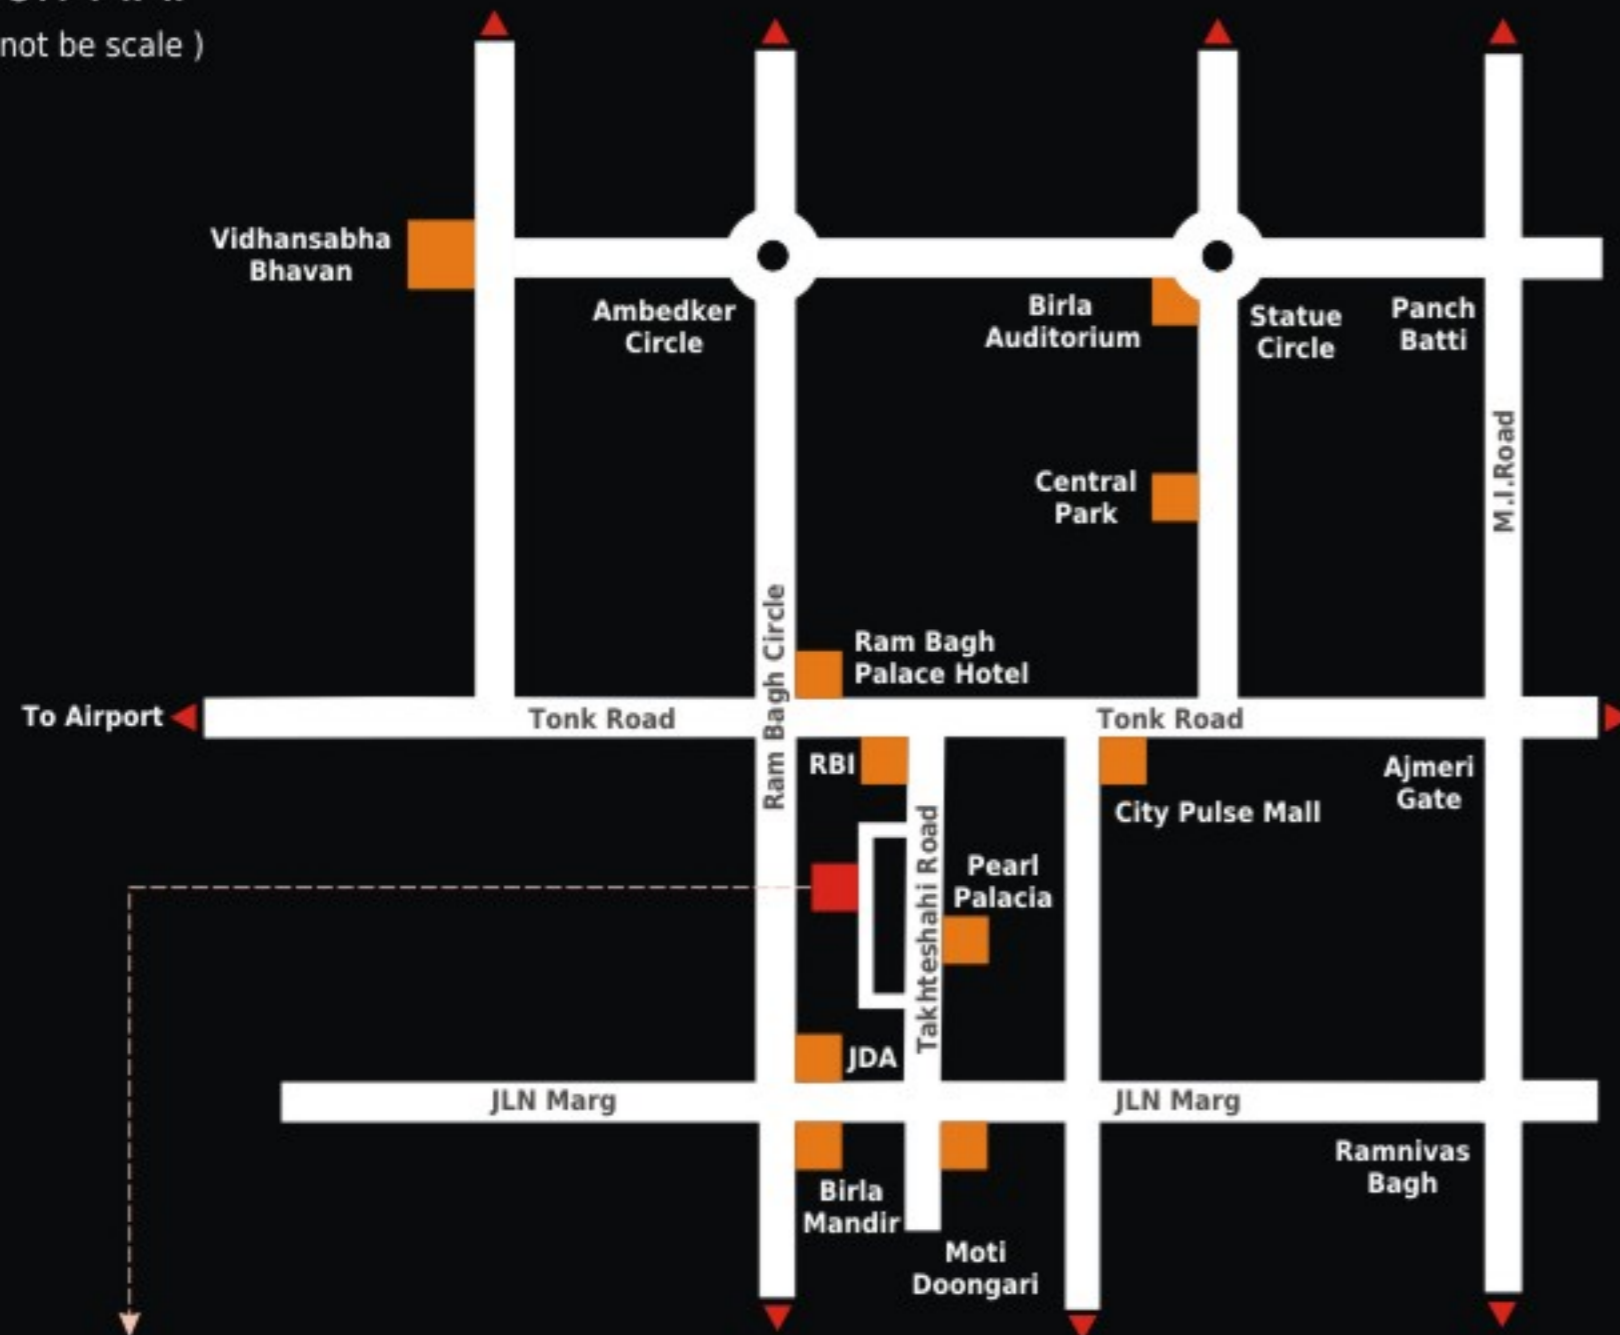 not be scale )
Vidhansabha
Bhavan
Ambedker
Circle
Birla
Auditorium
Statue
Circle
Panch
Batti
M.I.Road
Central
Park
Ram Bagh Circle
Ram Bagh
Palace Hotel
To Airport
Tonk Road
Tonk Road
RBI
City Pulse Mall
Ajmeri
Gate
Takhteshahi Road
Pearl
Palacia
JDA
JLN Marg
JLN Marg
Birla
Mandir
Moti
Doongari
Ramnivas
Bagh